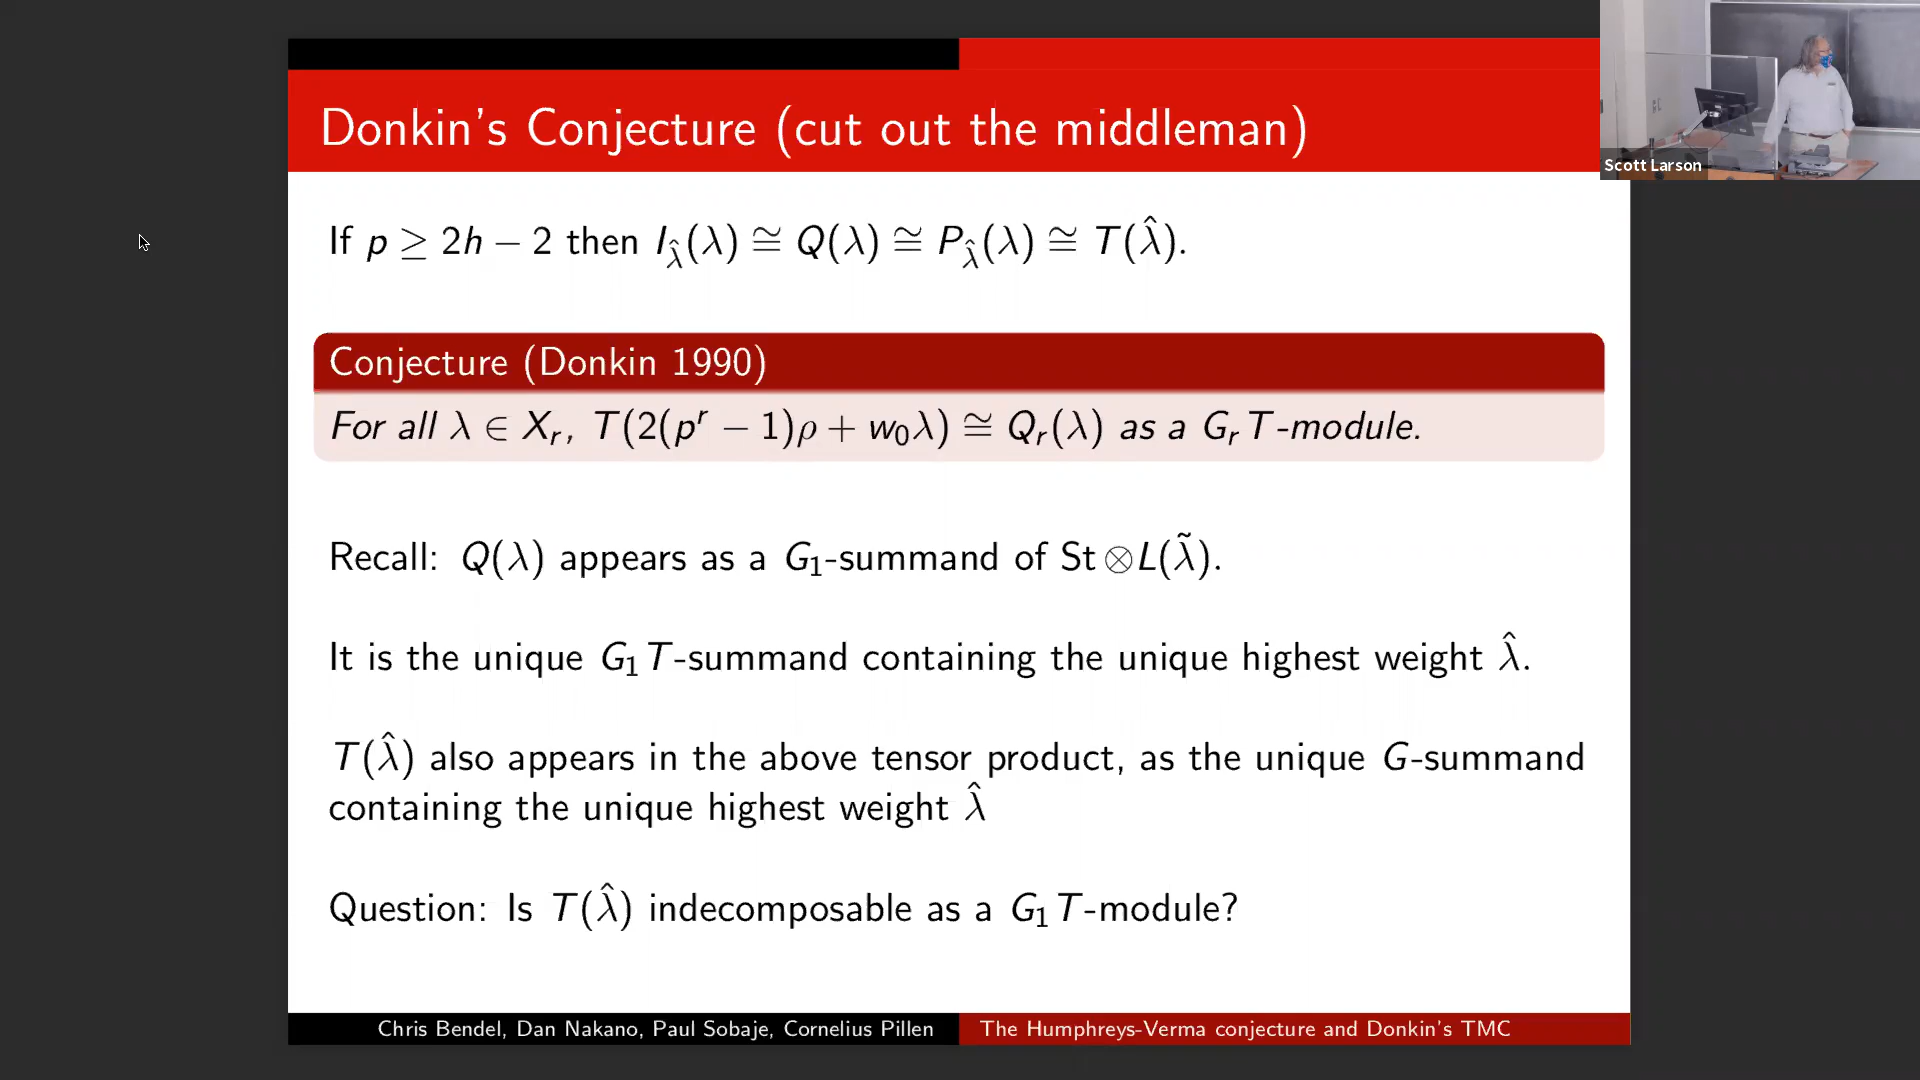 Donkin's Conjecture (cut out the middleman)
Scott Larson
If p ≥ 2h − 2 then I_{λ̂}(λ) ≅ Q(λ) ≅ P_{λ̂}(λ) ≅ T(λ̂).
Conjecture (Donkin 1990)
For all λ ∈ X_r, T(2(p^r − 1)ρ + w_0λ) ≅ Q_r(λ) as a G_rT-module.
Recall: Q(λ) appears as a G_1-summand of St ⊗L(λ̃).
It is the unique G_1T-summand containing the unique highest weight λ̂.
T(λ̂) also appears in the above tensor product, as the unique G-summand
containing the unique highest weight λ̂
Question: Is T(λ̂) indecomposable as a G_1T-module?
Chris Bendel, Dan Nakano, Paul Sobaje, Cornelius Pillen
The Humphreys-Verma conjecture and Donkin's TMC